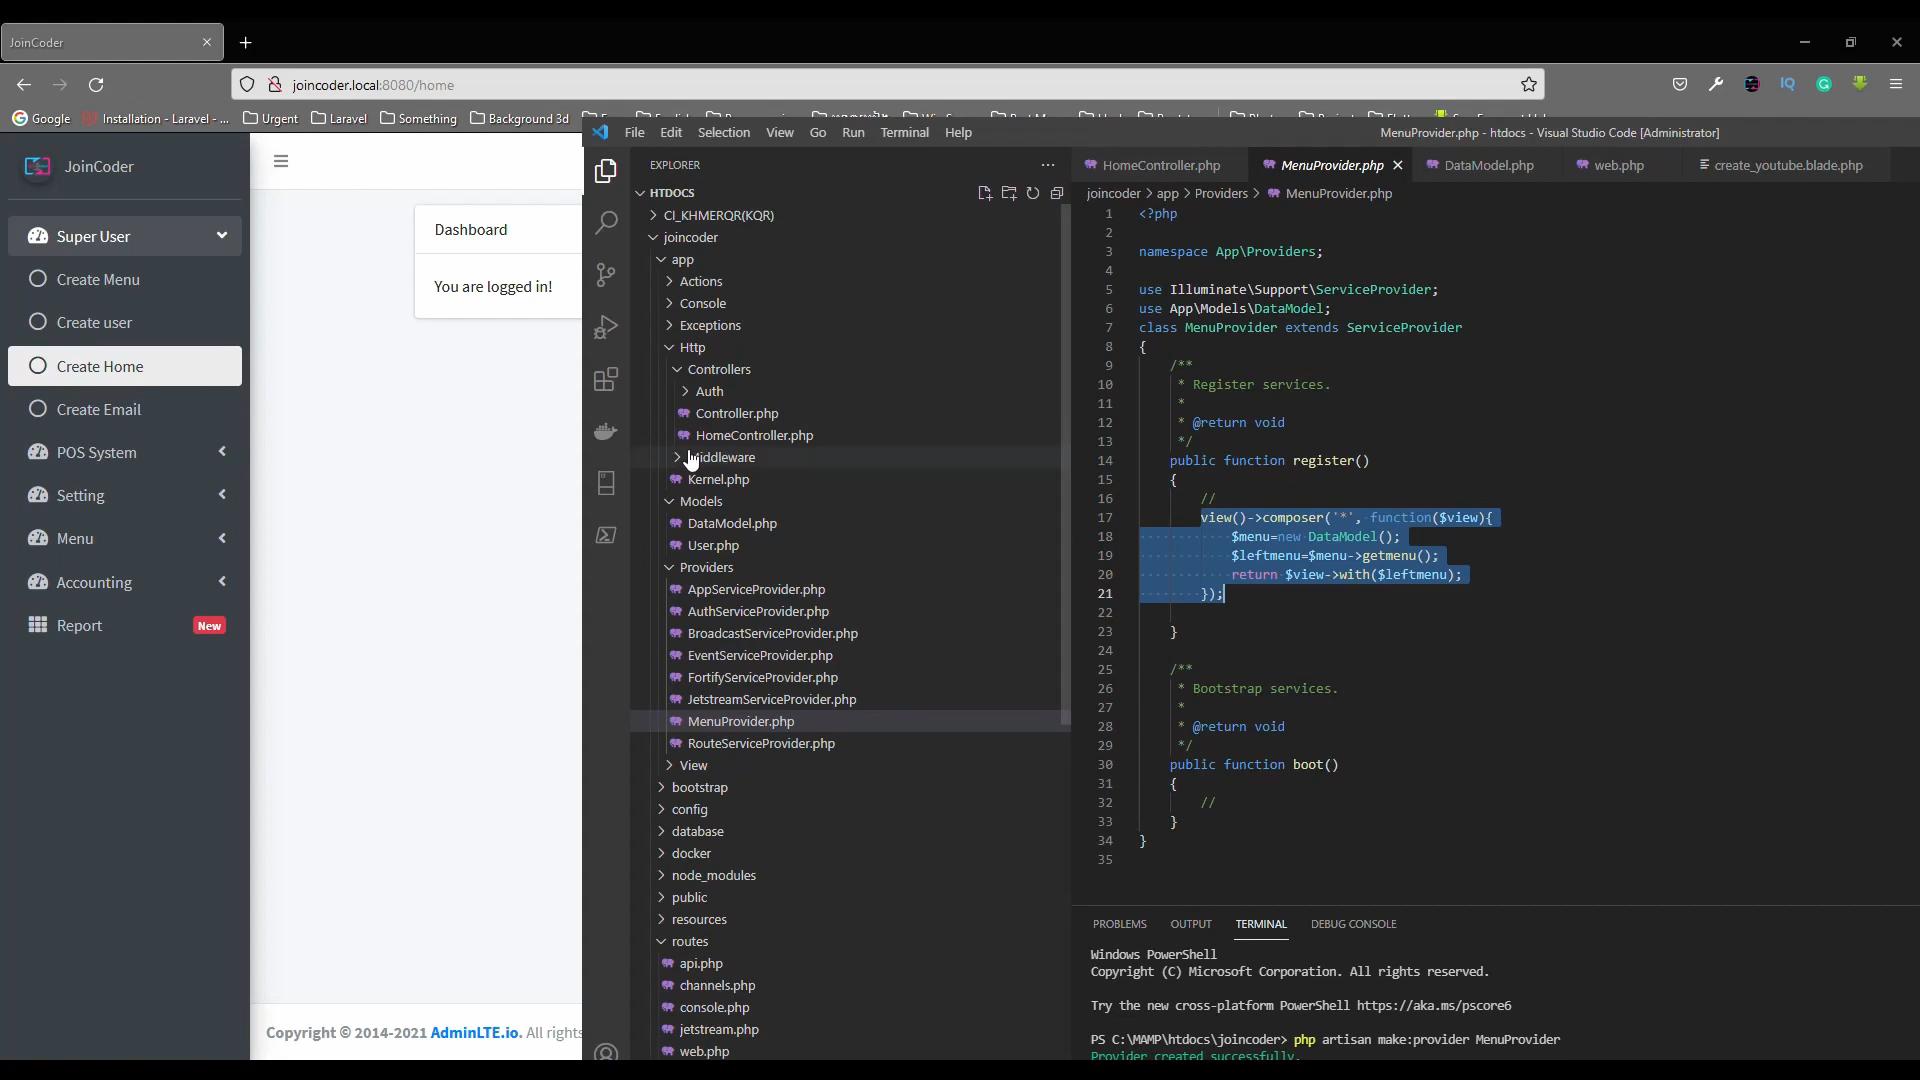 JoinCoder
joincoder.local:8080/home
Google
Installation - Laravel - ...
Urgent
Laravel
Something
Background 3d
JoinCoder
Super User
Create Menu
Create user
Create Home
Create Email
POS System
Setting
Menu
Accounting
Report
New
Dashboard
You are logged in!
Copyright © 2014-2021 AdminLTE.io. All rights
File Edit Selection View Go Run Terminal Help
MenuProvider.php - htdocs - Visual Studio Code [Administrator]
EXPLORER
HTDOCS
CI_KHMERQR(KQR)
joincoder
app
Actions
Console
Exceptions
Http
Controllers
Auth
Controller.php
HomeController.php
iddleware
Kernel.php
Models
DataModel.php
User.php
Providers
AppServiceProvider.php
AuthServiceProvider.php
BroadcastServiceProvider.php
EventServiceProvider.php
FortifyServiceProvider.php
JetstreamServiceProvider.php
MenuProvider.php
RouteServiceProvider.php
View
bootstrap
config
database
docker
node_modules
public
resources
routes
api.php
channels.php
console.php
jetstream.php
web.php
HomeController.php
MenuProvider.php
DataModel.php
web.php
create_youtube.blade.php
joincoder > app > Providers > MenuProvider.php
1 <?php
2
3 namespace App\Providers;
4
5 use Illuminate\Support\ServiceProvider;
6 use App\Models\DataModel;
7 class MenuProvider extends ServiceProvider
8 {
9 /**
10 * Register services.
11 *
12 * @return void
13 */
14 public function register()
15 {
16 //
17 view()->composer('*', function($view){
18 $menu=new DataModel();
19 $leftmenu=$menu->getmenu();
20 return $view->with($leftmenu);
21 });
22
23 }
24
25 /**
26 * Bootstrap services.
27 *
28 * @return void
29 */
30 public function boot()
31 {
32 //
33 }
34 }
35
PROBLEMS OUTPUT TERMINAL DEBUG CONSOLE
Windows PowerShell
Copyright (C) Microsoft Corporation. All rights reserved.
Try the new cross-platform PowerShell https://aka.ms/pscore6
PS C:\MAMP\htdocs\joincoder> php artisan make:provider MenuProvider
Provider created successfully.